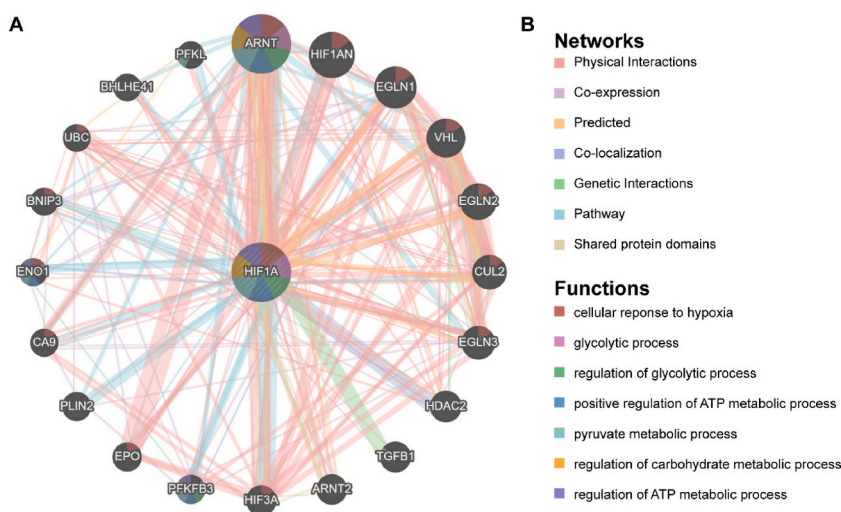 A
B
ARNT
PFKL
HIF1AN
BHLHE41
EGLN1
UBC
VHL
BNIP3
EGLN2
ENO1
HIF1A
CUL2
CA9
EGLN3
PLIN2
HDAC2
EPO
TGFB1
PFKFB3
HIF3A
ARNT2
Networks
Physical Interactions
Co-expression
Predicted
Co-localization
Genetic Interactions
Pathway
Shared protein domains
Functions
cellular reponse to hypoxia
glycolytic process
regulation of glycolytic process
positive regulation of ATP metabolic process
pyruvate metabolic process
regulation of carbohydrate metabolic process
regulation of ATP metabolic process